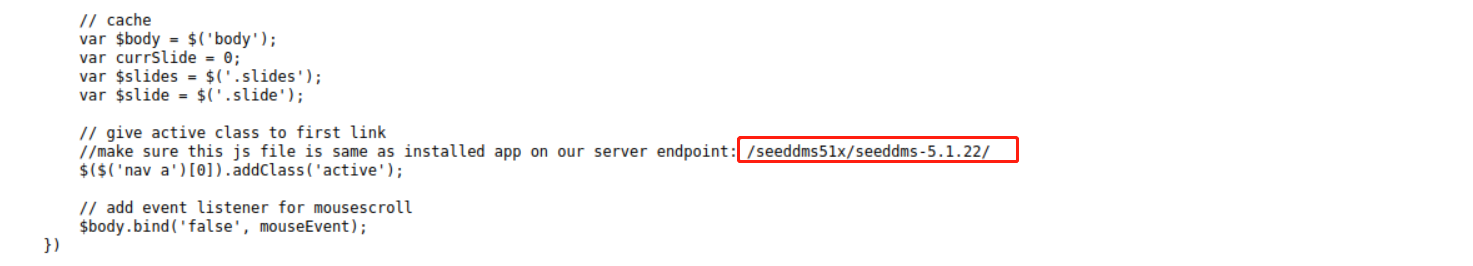 // cache
var $body = $('body');
var currSlide = 0;
var $slides = $('.slides');
var $slide = $('.slide');
// give active class to first link
//make sure this js file is same as installed app on our server endpoint: /seeddms51x/seeddms-5.1.22/
$($('nav a')[0]).addClass('active');
// add event listener for mousescroll
$body.bind('false', mouseEvent);
})